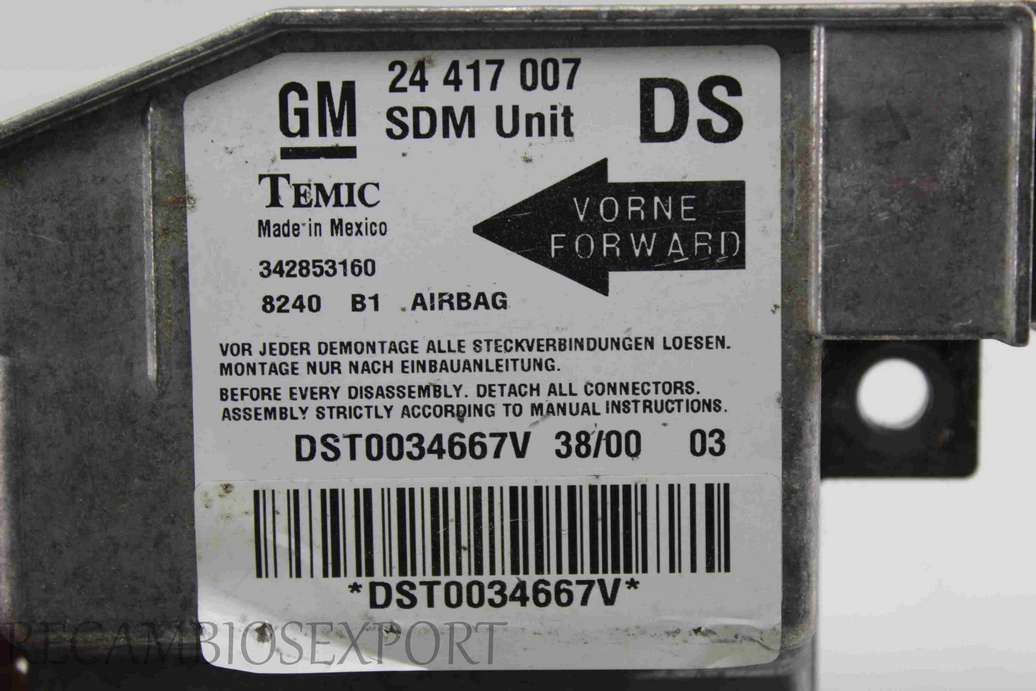 GM
24 417 007
SDM Unit
DS
TEMIC
Made in Mexico
342853160
8240 B1 AIRBAG
VORNE
FORWARD
VOR JEDER DEMONTAGE ALLE STECKVERBINDUNGEN LOESEN.
MONTAGE NUR NACH EINBAUANLEITUNG.
BEFORE EVERY DISASSEMBLY. DETACH ALL CONNECTORS.
ASSEMBLY STRICTLY ACCORDING TO MANUAL INSTRUCTIONS.
DST0034667V 38/00 03
*DST0034667V*
RECAMBIOSEXPORT